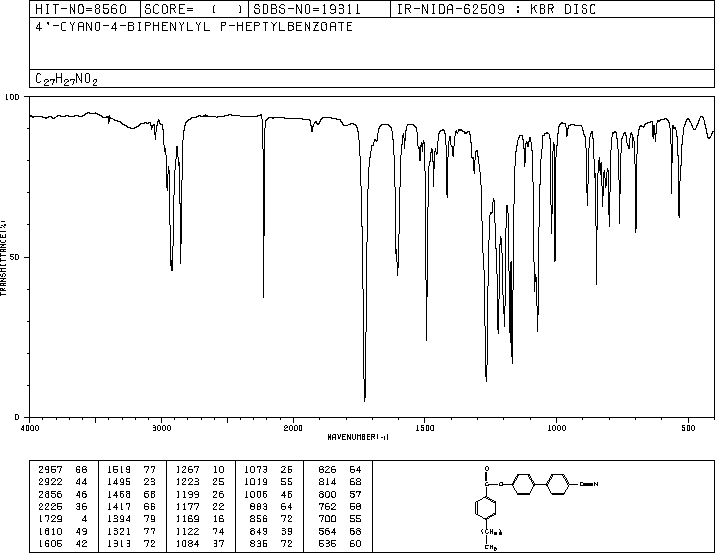 HIT-NO=8560 SCORE= ( ) SDBS-NO=19311 IR-NIDA-62509 : KBR DISC
4'-CYANO-4-BIPHENYLYL P-HEPTYLBENZOATE
C27H27NO2
100
50
0
TRANSMITTANCE(%)
4000 3000 2000 1500 1000 500
WAVENUMBER(-1)
2957 66 1519 77 1267 10 1073 25 826 64
2922 44 1495 23 1223 25 1019 55 814 68
2856 46 1468 66 1199 26 1006 46 800 57
2225 36 1417 66 1177 22 883 64 762 58
1729 4 1394 79 1169 16 856 72 700 55
1610 49 1321 77 1122 74 849 39 564 58
1605 42 1313 72 1084 37 836 72 535 60
O
C O C N